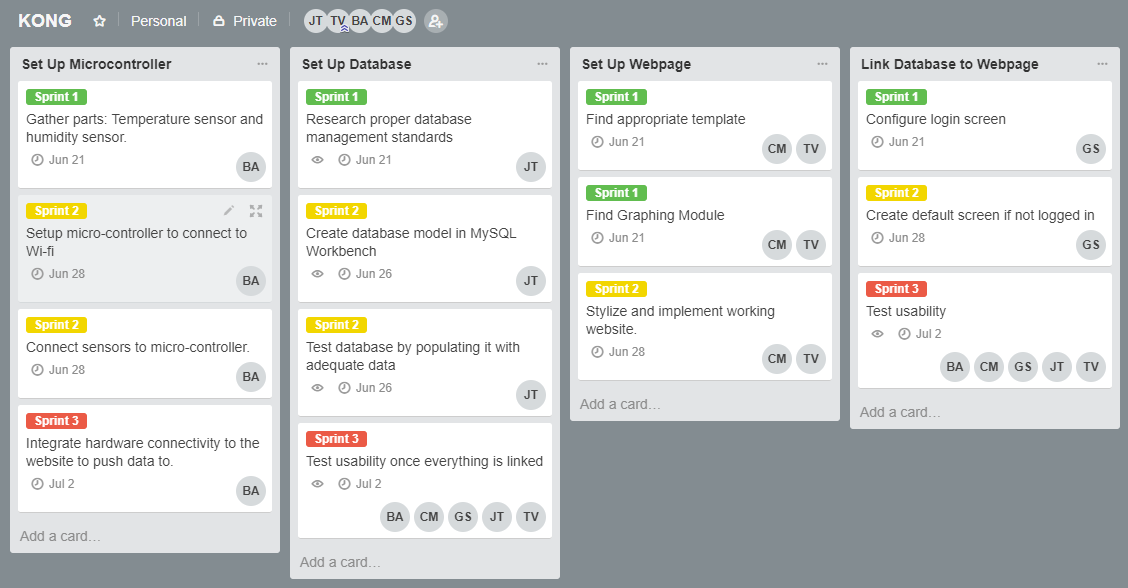 KONG Personal Private JT TV BA CM GS
Set Up Microcontroller
Sprint 1
Gather parts: Temperature sensor and
humidity sensor.
Jun 21
BA
Sprint 2
Setup micro-controller to connect to
Wi-fi
Jun 28
BA
Sprint 2
Connect sensors to micro-controller.
Jun 28
BA
Sprint 3
Integrate hardware connectivity to the
website to push data to.
Jul 2
BA
Add a card...
Set Up Database
Sprint 1
Research proper database
management standards
Jun 21
JT
Sprint 2
Create database model in MySQL
Workbench
Jun 26
JT
Sprint 2
Test database by populating it with
adequate data
Jun 26
JT
Sprint 3
Test usability once everything is linked
Jul 2
BA CM GS JT TV
Add a card...
Set Up Webpage
Sprint 1
Find appropriate template
Jun 21
CM TV
Sprint 1
Find Graphing Module
Jun 21
CM TV
Sprint 2
Stylize and implement working
website.
Jun 28
CM TV
Add a card...
Link Database to Webpage
Sprint 1
Configure login screen
Jun 21
GS
Sprint 2
Create default screen if not logged in
Jun 28
GS
Sprint 3
Test usability
Jul 2
BA CM GS JT TV
Add a card...